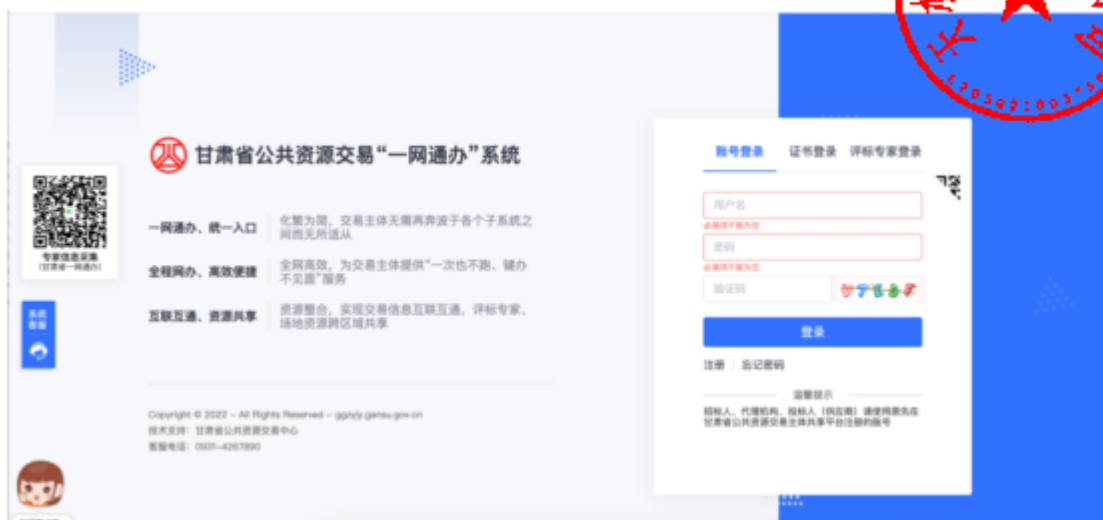 甘肃省公共资源交易“一网通办”系统
专家信息采集
(甘肃省一网通办)
系统
客服
一网通办、统一入口
化繁为简，交易主体无需再奔波于各个子系统之
间而无所适从
全程网办、高效便捷
全网高效，为交易主体提供“一次也不跑、键办
不见面”服务
互联互通、资源共享
资源整合，实现交易信息互联互通，评标专家、
场地资源跨区域共享
Copyright © 2022 – All Rights Reserved – ggzyjy.gansu.gov.cn
技术支持：甘肃省公共资源交易中心
客服电话：0931–4267890
账号登录 证书登录 评标专家登录
用户名
必填项不能为空
密码
必填项不能为空
验证码
登录
注册 忘记密码
温馨提示
招标人、代理机构、投标人（供应商）请使用原先在
甘肃省公共资源交易主体共享平台注册的账号